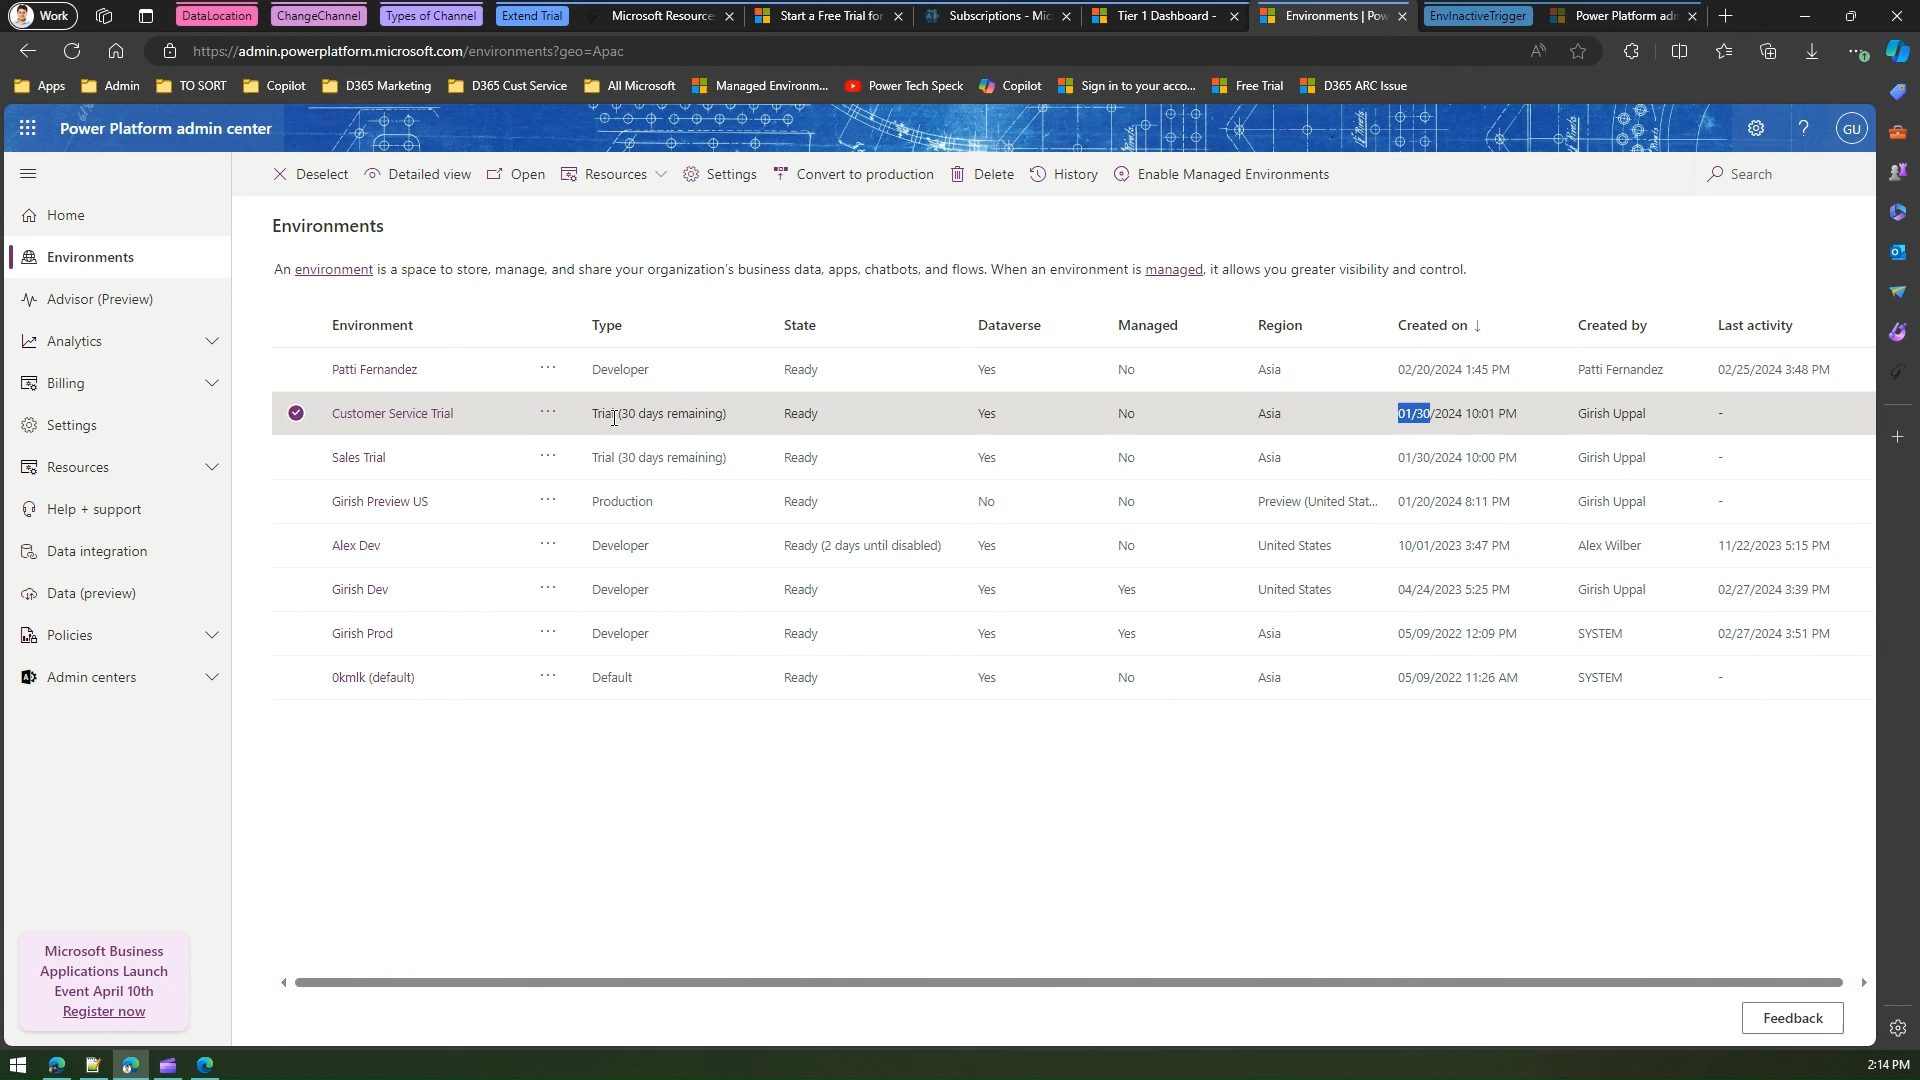 Work
DataLocation
ChangeChannel
Types of Channel
Extend Trial
Microsoft Resource
Start a Free Trial for
Subscriptions - Mic
Tier 1 Dashboard -
Environments | Pow
EnvInactiveTrigger
Power Platform adm
https://admin.powerplatform.microsoft.com/environments?geo=Apac
Apps
Admin
TO SORT
Copilot
D365 Marketing
D365 Cust Service
All Microsoft
Managed Environm...
Power Tech Speck
Copilot
Sign in to your acco...
Free Trial
D365 ARC Issue
Power Platform admin center
?
GU
Deselect
Detailed view
Open
Resources
Settings
Convert to production
Delete
History
Enable Managed Environments
Search
Home
Environments
Advisor (Preview)
Analytics
Billing
Settings
Resources
Help + support
Data integration
Data (preview)
Policies
Admin centers
Environments
An environment is a space to store, manage, and share your organization's business data, apps, chatbots, and flows. When an environment is managed, it allows you greater visibility and control.
Environment Type State Dataverse Managed Region Created on ↓ Created by Last activity
Patti Fernandez ... Developer Ready Yes No Asia 02/20/2024 1:45 PM Patti Fernandez 02/25/2024 3:48 PM
Customer Service Trial ... Trial (30 days remaining) Ready Yes No Asia 01/30/2024 10:01 PM Girish Uppal -
Sales Trial ... Trial (30 days remaining) Ready Yes No Asia 01/30/2024 10:00 PM Girish Uppal -
Girish Preview US ... Production Ready No No Preview (United Stat... 01/20/2024 8:11 PM Girish Uppal -
Alex Dev ... Developer Ready (2 days until disabled) Yes No United States 10/01/2023 3:47 PM Alex Wilber 11/22/2023 5:15 PM
Girish Dev ... Developer Ready Yes Yes United States 04/24/2023 5:25 PM Girish Uppal 02/27/2024 3:39 PM
Girish Prod ... Developer Ready Yes Yes Asia 05/09/2022 12:09 PM SYSTEM 02/27/2024 3:51 PM
0kmlk (default) ... Default Ready Yes No Asia 05/09/2022 11:26 AM SYSTEM -
Microsoft Business
Applications Launch
Event April 10th
Register now
Feedback
2:14 PM